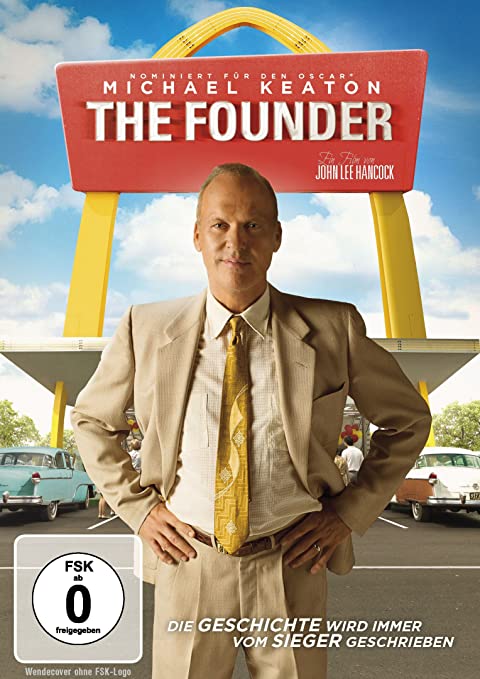 NOMINIERT FÜR DEN OSCAR®
MICHAEL KEATON
THE FOUNDER
Ein Film von
JOHN LEE HANCOCK
FSK
ab
0
freigegeben
DIE GESCHICHTE WIRD IMMER
VOM SIEGER GESCHRIEBEN
Wendecover ohne FSK-Logo